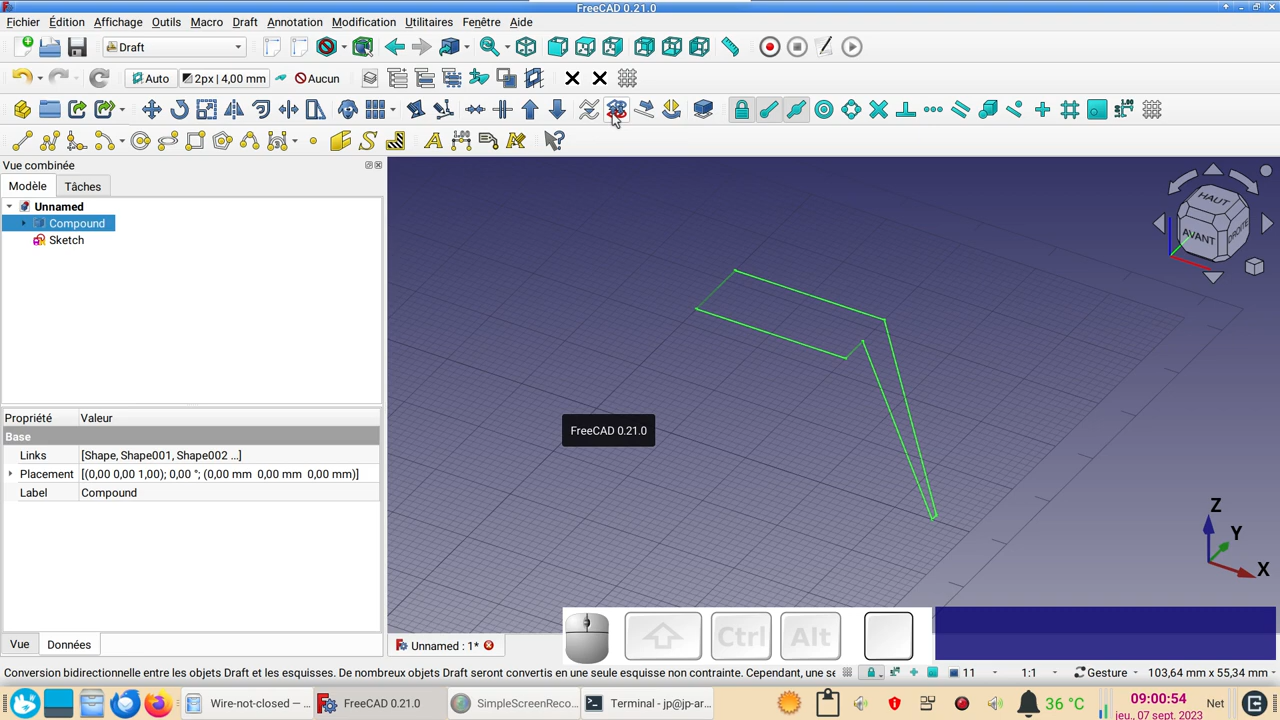 FreeCAD 0.21.0
Fichier Édition Affichage Outils Macro Draft Annotation Modification Utilitaires Fenêtre Aide
Draft
Auto 2px | 4,00 mm Aucun
Vue combinée
Modèle Tâches
Unnamed
Compound
Sketch
Propriété Valeur
Base
Links [Shape, Shape001, Shape002 ...]
Placement [(0,00 0,00 1,00); 0,00 °; (0,00 mm 0,00 mm 0,00 mm)]
Label Compound
HAUT
AVANT
DROITE
FreeCAD 0.21.0
Z
Y
X
Ctrl Alt
Vue Données
Unnamed : 1*
Conversion bidirectionnelle entre les objets Draft et les esquisses. De nombreux objets Draft seront convertis en une seule esquisse non contrainte. Cependant, une se
11 1:1 Gesture 103,64 mm x 55,34 mm
Wire-not-closed — ... FreeCAD 0.21.0 SimpleScreenReco... Terminal - jp@jp-ar... 36 °C 09:00:54 Net
jeu., 07 sept. 2023